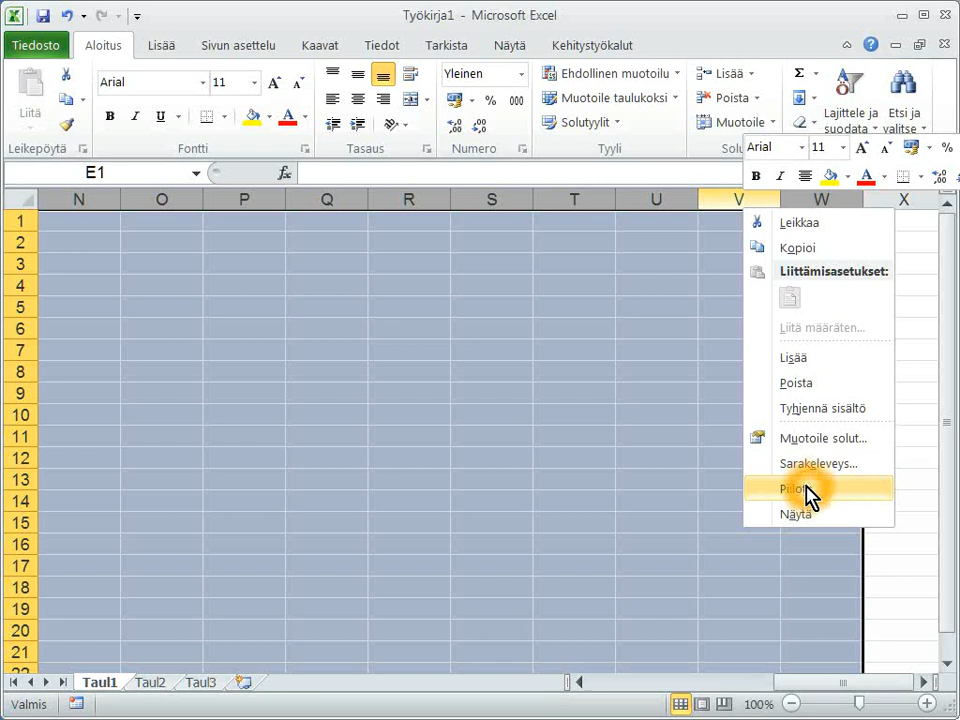 Työkirja1 - Microsoft Excel
Tiedosto Aloitus Lisää Sivun asettelu Kaavat Tiedot Tarkista Näytä Kehitystyökalut
Liitä
Arial 11
Yleinen
Ehdollinen muotoilu
Muotoile taulukoksi
Solutyylit
Lisää
Poista
Muotoile
Lajittele ja
suodata
Etsi ja
valitse
Leikepöytä Fontti Tasaus Numero Tyyli
Arial 11
E1
N O P Q R S T U V W X
1
2
3
4
5
6
7
8
9
10
11
12
13
14
15
16
17
18
19
20
21
Leikkaa
Kopioi
Liittämisasetukset:
Liitä määräten...
Lisää
Poista
Tyhjennä sisältö
Muotoile solut...
Sarakeleveys...
Näytä
Taul1 Taul2 Taul3
Valmis
100%